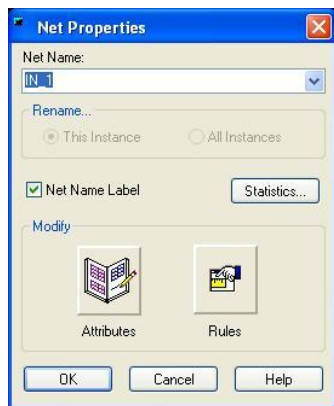 Net Properties
Net Name:
IN_1
Rename...
This Instance
All Instances
Net Name Label
Statistics...
Modify
Attributes
Rules
OK
Cancel
Help